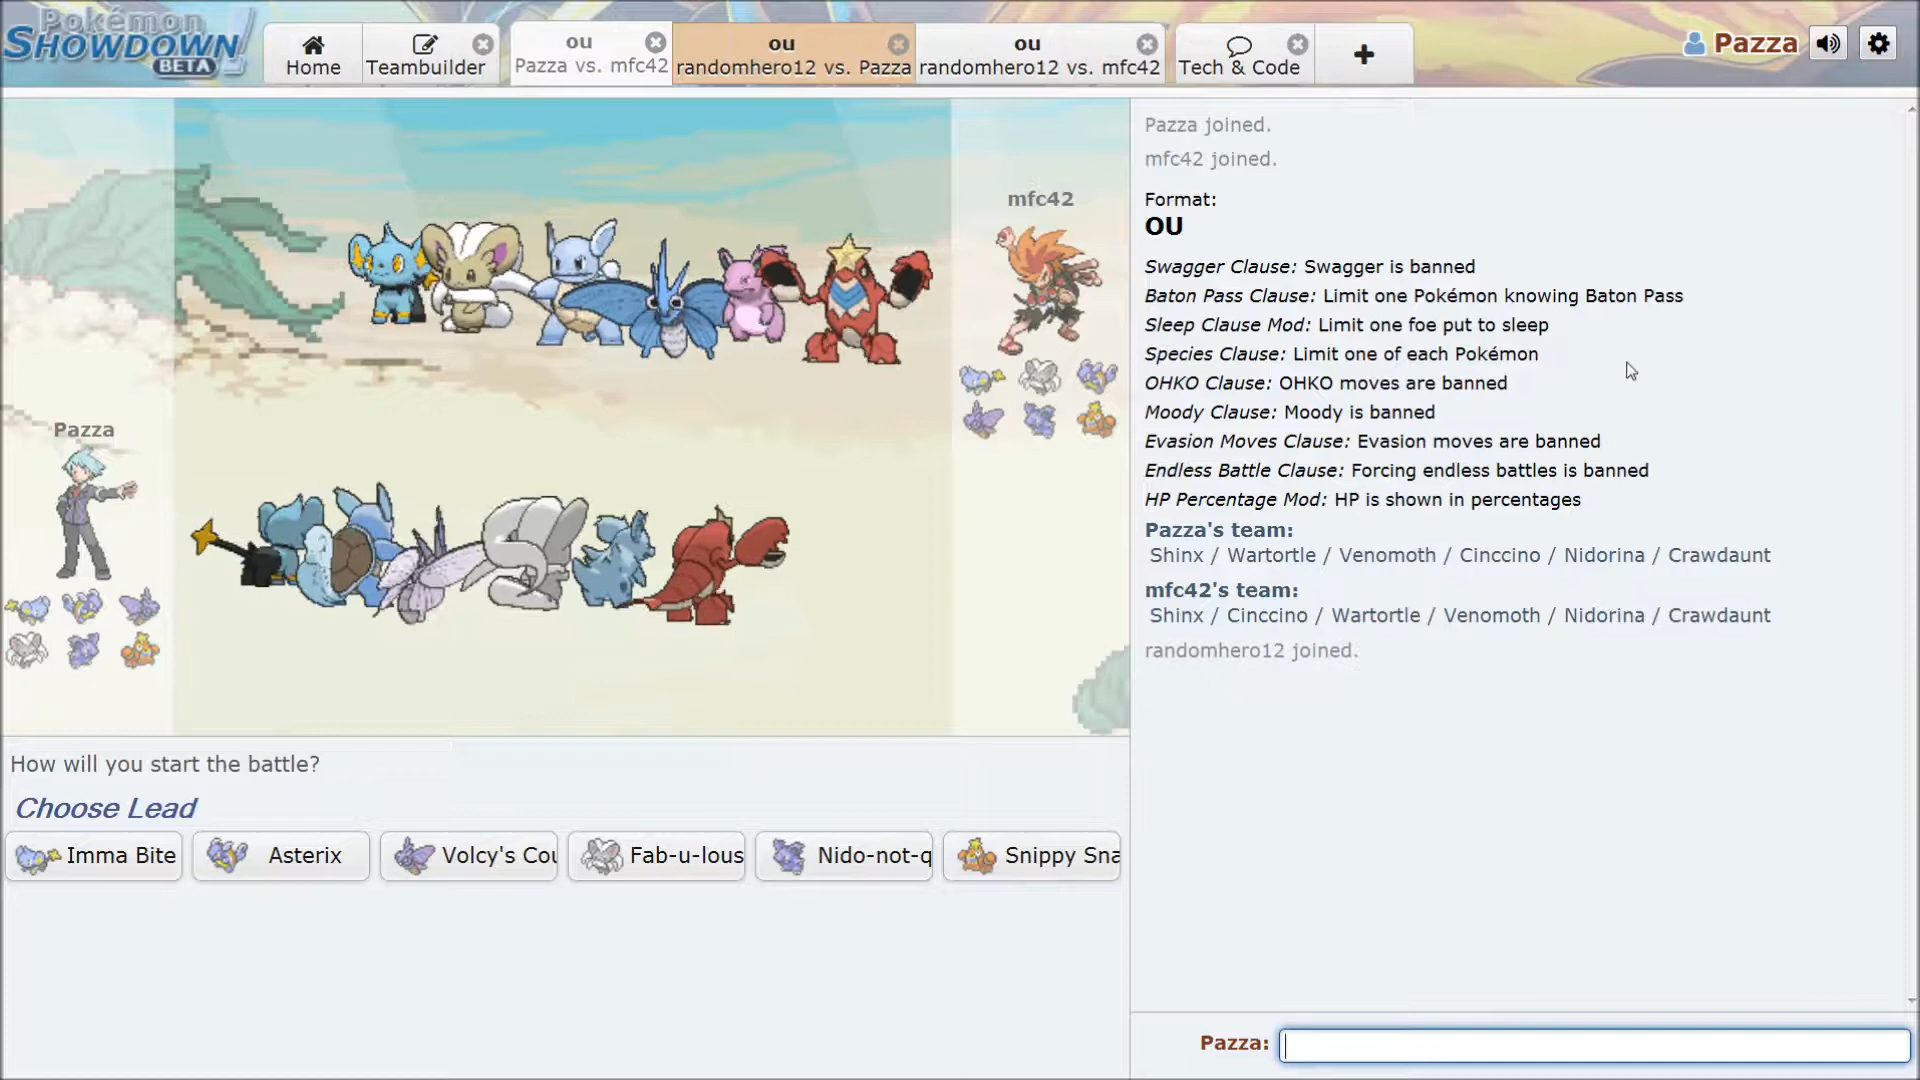 Pokémon
SHOWDOWN
BETA
Home
Teambuilder
ou
Pazza vs. mfc42
ou
randomhero12 vs. Pazza
ou
randomhero12 vs. mfc42
Tech & Code
Pazza
mfc42
Pazza
Pazza joined.
mfc42 joined.
Format:
OU
Swagger Clause: Swagger is banned
Baton Pass Clause: Limit one Pokémon knowing Baton Pass
Sleep Clause Mod: Limit one foe put to sleep
Species Clause: Limit one of each Pokémon
OHKO Clause: OHKO moves are banned
Moody Clause: Moody is banned
Evasion Moves Clause: Evasion moves are banned
Endless Battle Clause: Forcing endless battles is banned
HP Percentage Mod: HP is shown in percentages
Pazza's team:
Shinx / Wartortle / Venomoth / Cinccino / Nidorina / Crawdaunt
mfc42's team:
Shinx / Cinccino / Wartortle / Venomoth / Nidorina / Crawdaunt
randomhero12 joined.
How will you start the battle?
Choose Lead
Imma Bite
Asterix
Volcy's Cou
Fab-u-lous
Nido-not-q
Snippy Sna
Pazza: